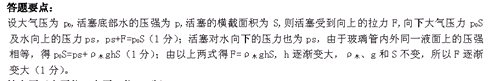 答题要点：
设大气压为 p₀，活塞底部水的压强为 p，活塞的横截面积为 S，则活塞受到向上的拉力 F，向下大气压力 p₀S
及水向上的压力 ps，ps+F=p₀S（1 分）；活塞对水向下的压力也为 ps，由于玻璃管内外同一液面上的压强
相等，得 p₀S=ps+ρ水ghS（1 分）；由以上两式得 F=ρ水ghS，h 逐渐变大，ρ水、g 和 S 不变，所以 F 逐渐
变大（1 分）。